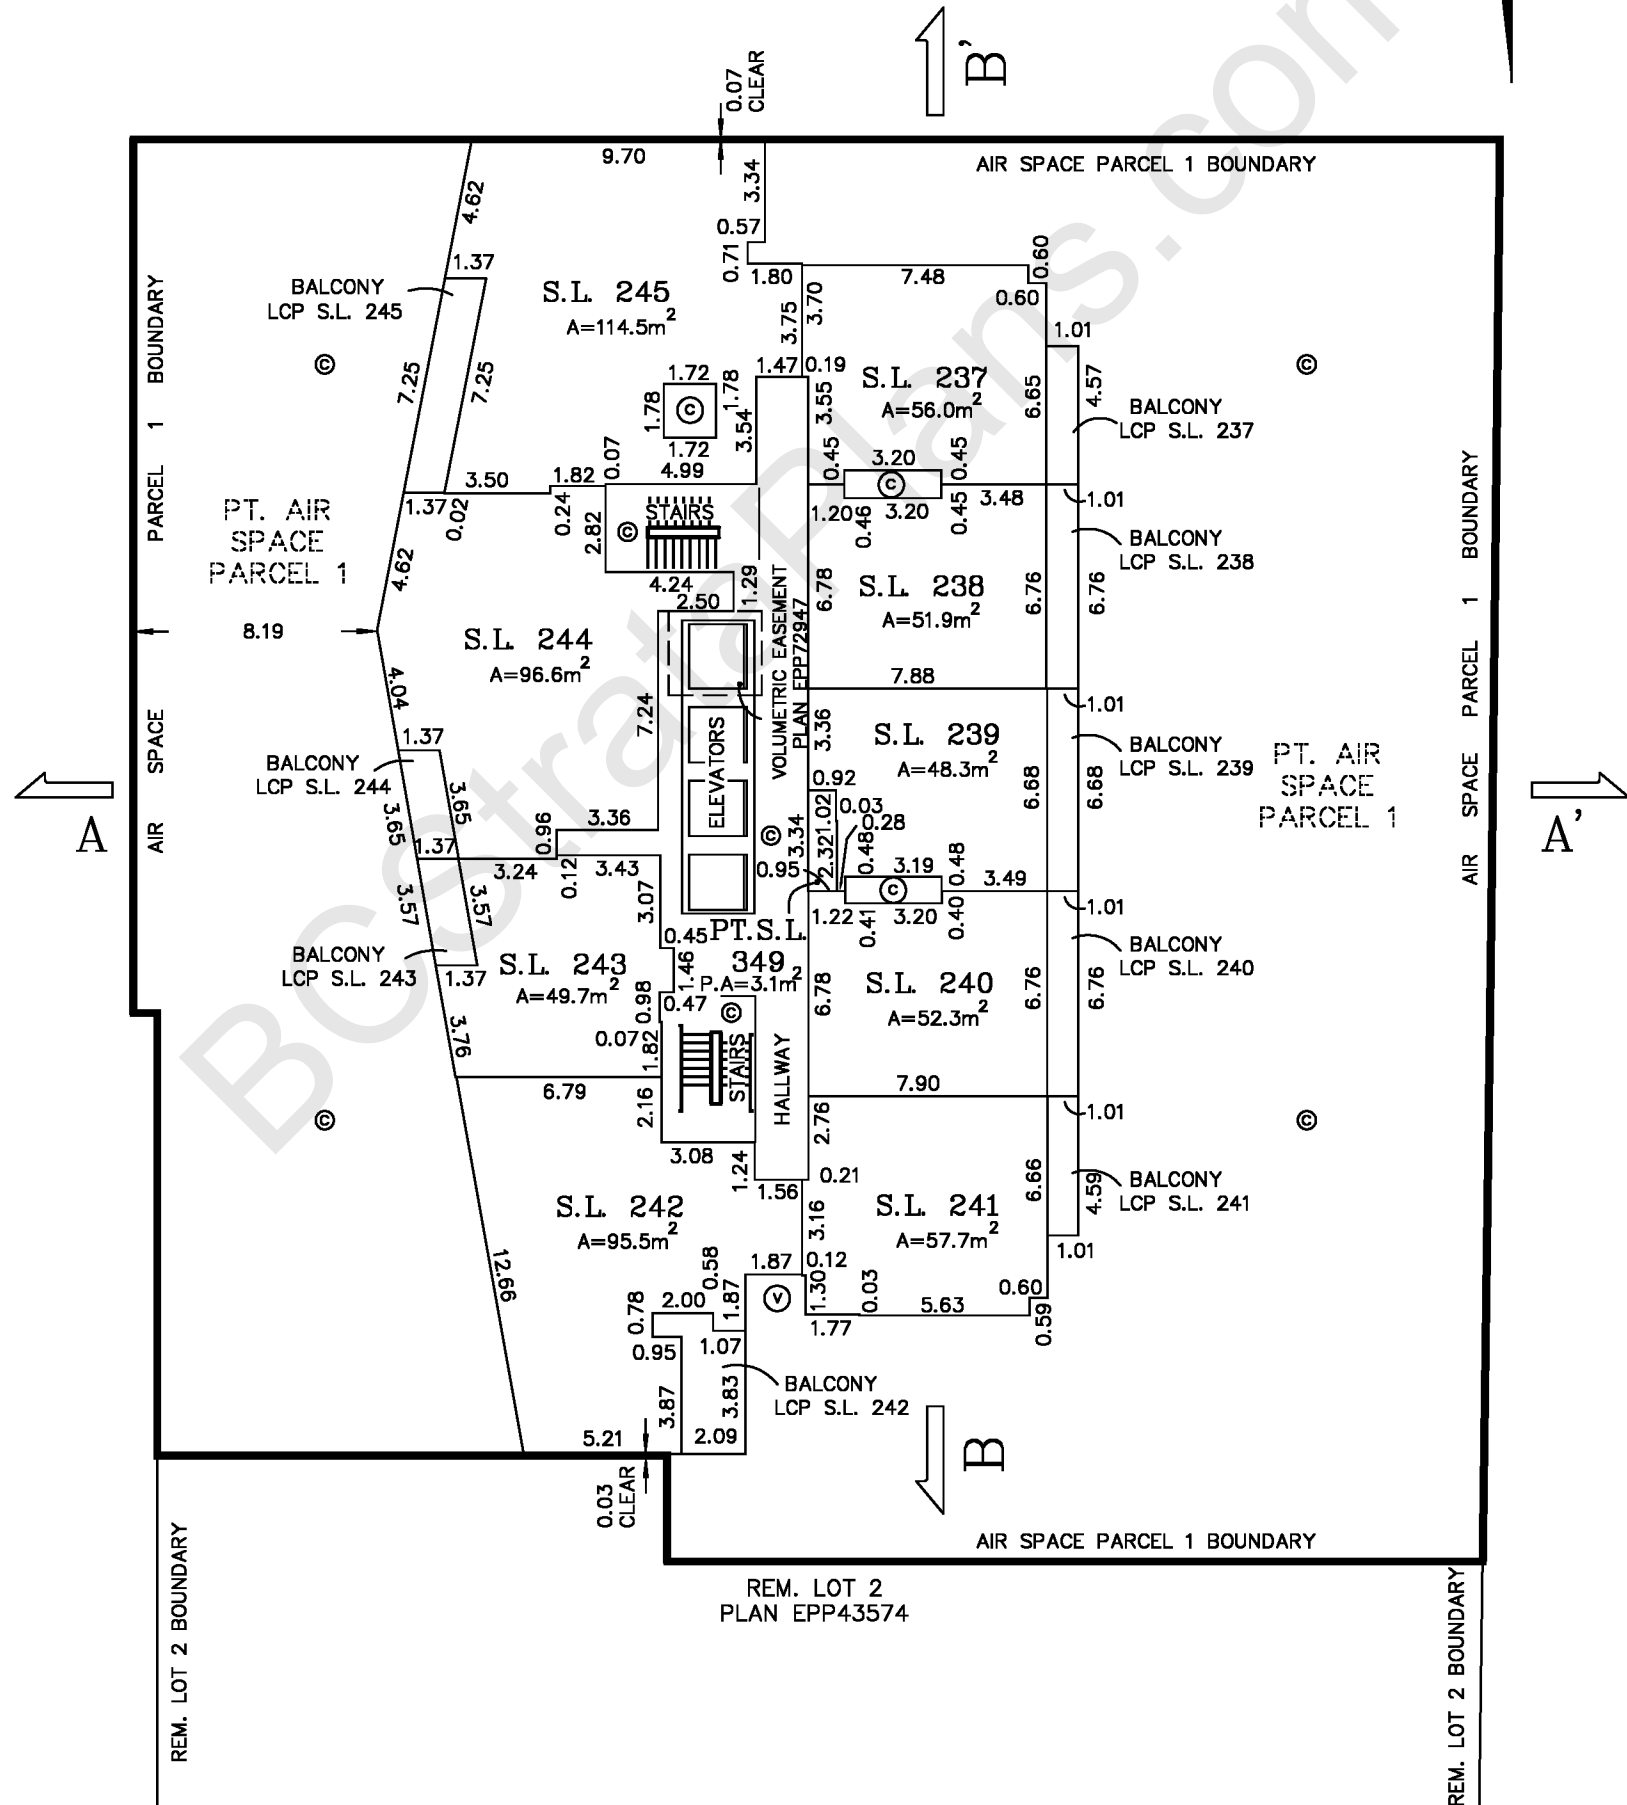 B'
0.07
CLEAR
9.70
AIR SPACE PARCEL 1 BOUNDARY
3.34
4.62
0.57
0.71
1.80
7.48
0.60
0.60
1.37
BALCONY
LCP S.L. 245
S.L. 245
A=114.5m2
3.75
3.70
1.01
AIR SPACE PARCEL 1 BOUNDARY
©
7.25
7.25
1.72
1.78
1.78
©
1.72
1.47
0.19
S.L. 237
A=56.0m2
3.54
3.55
6.65
4.57
©
BALCONY
LCP S.L. 237
3.50
1.82
0.07
4.99
0.45
3.20
0.45
©
1.37
0.02
0.24
2.82
©
STAIRS
1.20
0.46
3.20
0.45
3.48
1.01
PT. AIR
SPACE
PARCEL 1
4.62
BALCONY
LCP S.L. 238
4.24
1.29
2.50
6.78
S.L. 238
A=51.9m2
6.76
6.76
8.19
S.L. 244
A=96.6m2
VOLUMETRIC EASEMENT
PLAN EPP72947
AIR SPACE PARCEL 1 BOUNDARY
4.04
7.24
7.88
1.01
1.37
BALCONY
LCP S.L. 244
3.36
S.L. 239
A=48.3m2
BALCONY
LCP S.L. 239
PT. AIR
SPACE
PARCEL 1
A
A'
3.65
3.65
ELEVATORS
0.92
6.68
6.68
1.02
0.03
0.28
3.36
0.96
©
3.34
2.32
0.48
1.37
3.24
0.12
3.43
0.95
3.19
0.48
3.49
©
1.01
3.57
3.57
3.07
1.22
0.41
3.20
0.40
0.45
PT.S.L.
349
P.A=3.1m2
BALCONY
LCP S.L. 243
1.37
S.L. 243
A=49.7m2
1.46
0.98
0.47
©
6.78
S.L. 240
A=52.3m2
6.76
6.76
BALCONY
LCP S.L. 240
3.76
0.07
1.82
STAIRS
HALLWAY
6.79
2.16
7.90
1.01
©
©
2.76
3.08
1.24
1.56
0.21
6.66
4.59
BALCONY
LCP S.L. 241
S.L. 242
A=95.5m2
S.L. 241
A=57.7m2
3.16
1.01
12.66
0.58
1.87
0.12
0.78
2.00
1.87
V
1.30
0.03
5.63
0.60
0.59
1.77
0.95
1.07
BALCONY
LCP S.L. 242
3.87
3.83
5.21
2.09
B
0.03
CLEAR
AIR SPACE PARCEL 1 BOUNDARY
REM. LOT 2
PLAN EPP43574
REM. LOT 2 BOUNDARY
REM. LOT 2 BOUNDARY
BCStrataPlans.com